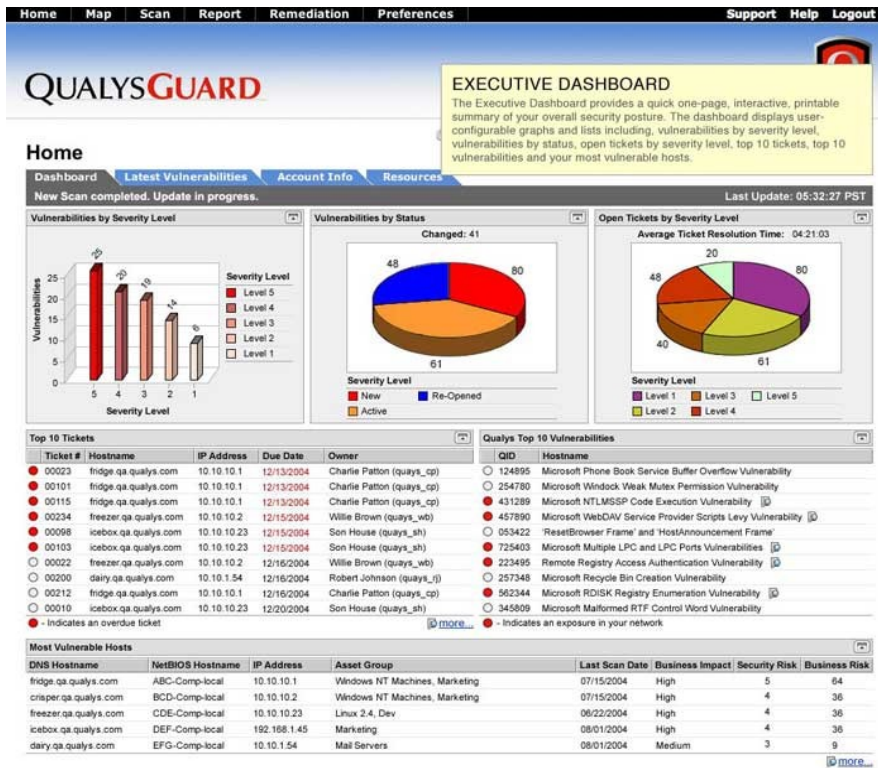 Home Map Scan Report Remediation Preferences Support Help Logout
QUALYSGUARD
EXECUTIVE DASHBOARD
The Executive Dashboard provides a quick one-page, interactive, printable
summary of your overall security posture. The dashboard displays user-
configurable graphs and lists including, vulnerabilities by severity level,
vulnerabilities by status, open tickets by severity level, top 10 tickets, top 10
vulnerabilities and your most vulnerable hosts.
Home
Dashboard Latest Vulnerabilities Account Info Resources
New Scan completed. Update in progress. Last Update: 05:32:27 PST
Vulnerabilities by Severity Level
25 20 19 14 6
Vulnerabilities
25
20
15
10
5
0
5 4 3 2 1
Severity Level
Severity Level
Level 5
Level 4
Level 3
Level 2
Level 1
Vulnerabilities by Status
Changed: 41
48 80
61
Severity Level
New Re-Opened
Active
Open Tickets by Severity Level
Average Ticket Resolution Time: 04:21:03
20
48 80
40 61
Severity Level
Level 1 Level 3 Level 5
Level 2 Level 4
Top 10 Tickets
Ticket # Hostname IP Address Due Date Owner
00023 fridge.qa.qualys.com 10.10.10.1 12/13/2004 Charlie Patton (quays_cp)
00101 fridge.qa.qualys.com 10.10.10.1 12/13/2004 Charlie Patton (quays_cp)
00115 fridge.qa.qualys.com 10.10.10.1 12/13/2004 Charlie Patton (quays_cp)
00234 freezer.qa.qualys.com 10.10.10.2 12/15/2004 Willie Brown (quays_wb)
00098 icebox.qa.qualys.com 10.10.10.23 12/15/2004 Son House (quays_sh)
00103 icebox.qa.qualys.com 10.10.10.23 12/15/2004 Son House (quays_sh)
00022 freezer.qa.qualys.com 10.10.10.2 12/16/2004 Willie Brown (quays_wb)
00200 dairy.qa.qualys.com 10.10.1.54 12/16/2004 Robert Johnson (quays_rj)
00212 fridge.qa.qualys.com 10.10.10.1 12/16/2004 Charlie Patton (quays_cp)
00010 icebox.qa.qualys.com 10.10.10.23 12/20/2004 Son House (quays_sh)
- Indicates an overdue ticket more...
Qualys Top 10 Vulnerabilities
QID Hostname
124895 Microsoft Phone Book Service Buffer Overflow Vulnerability
254780 Microsoft Windock Weak Mutex Permission Vulnerability
431289 Microsoft NTLMSSP Code Execution Vulnerability
457890 Microsoft WebDAV Service Provider Scripts Levy Vulnerability
053422 'ResetBrowser Frame' and 'HostAnnouncement Frame'
725403 Microsoft Multiple LPC and LPC Ports Vulnerabilities
223495 Remote Registry Access Authentication Vulnerability
257348 Microsoft Recycle Bin Creation Vulnerability
562344 Microsoft RDISK Registry Enumeration Vulnerability
345809 Microsoft Malformed RTF Control Word Vulnerability
- Indicates an exposure in your network
Most Vulnerable Hosts
DNS Hostname NetBIOS Hostname IP Address Asset Group Last Scan Date Business Impact Security Risk Business Risk
fridge.qa.qualys.com ABC-Comp-local 10.10.10.1 Windows NT Machines, Marketing 07/15/2004 High 5 64
crisper.qa.qualys.com BCD-Comp-local 10.10.10.2 Windows NT Machines, Marketing 07/15/2004 High 4 36
freezer.qa.qualys.com CDE-Comp-local 10.10.10.23 Linux 2.4, Dev 06/22/2004 High 4 36
icebox.qa.qualys.com DEF-Comp-local 192.168.1.45 Marketing 08/01/2004 High 4 36
dairy.qa.qualys.com EFG-Comp-local 10.10.1.54 Mail Servers 08/01/2004 Medium 3 9
more...